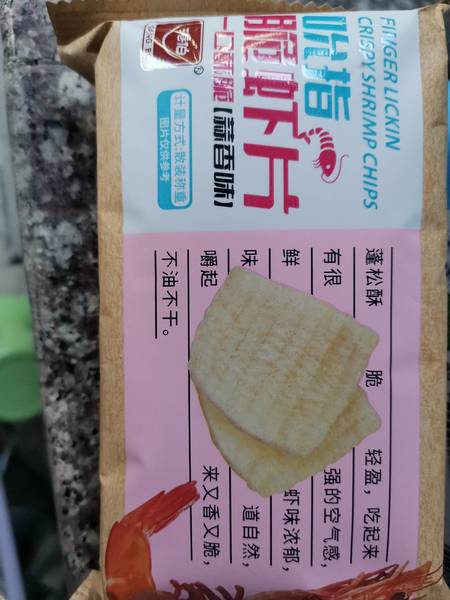 FINGER LICKIN
CRISPY SHRIMP CHIPS
吮指
脆虾片
一口酥脆【蒜香味】
计量方式:散装称重
图片仅供参考
蓬松酥 脆 轻盈，吃起来
有很 强的空气感，
鲜 虾味浓郁，
味 道自然，
嚼起 来又香又脆，
不油不干。